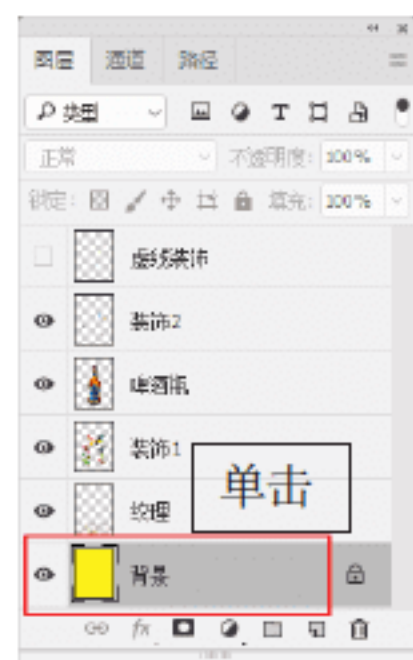 图层 通道 路径
类型 T
正常 不透明度: 100%
锁定: 填充: 100%
虚线装饰
装饰2
啤酒瓶
装饰1
单击
纹理
背景
fx